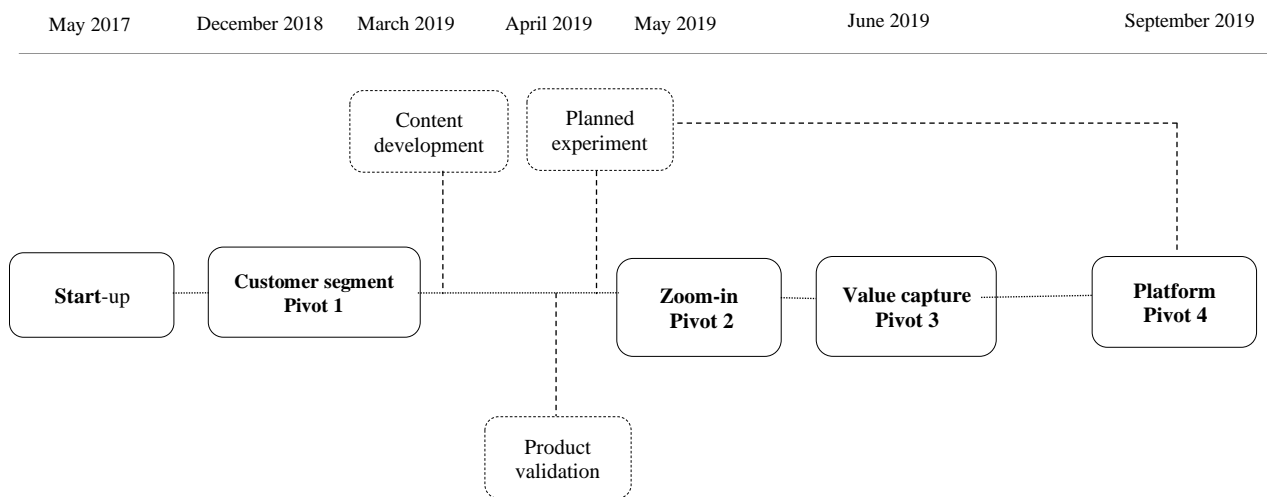 May 2017 December 2018 March 2019 April 2019 May 2019 June 2019 September 2019
Content
development
Planned
experiment
Start-up
Customer segment
Pivot 1
Zoom-in
Pivot 2
Value capture
Pivot 3
Platform
Pivot 4
Product
validation